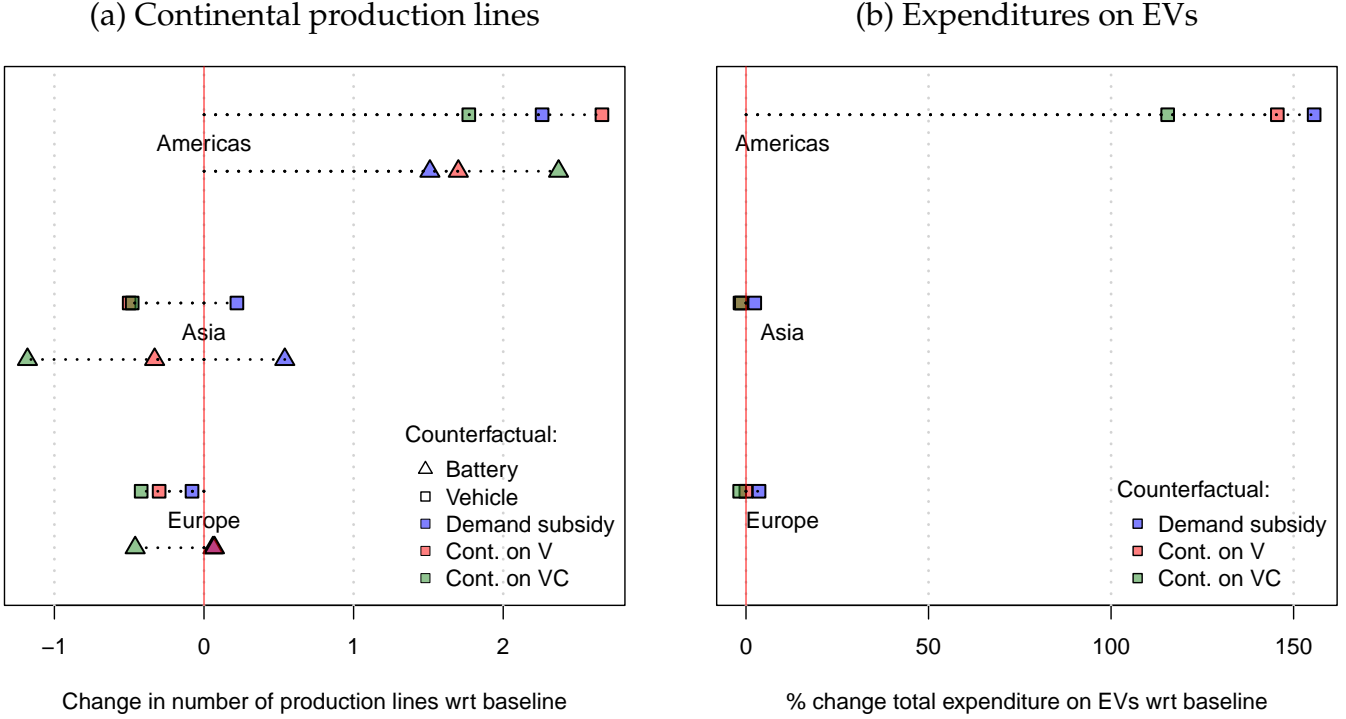 (a) Continental production lines
Americas
Asia
Europe
Counterfactual:
Battery
Vehicle
Demand subsidy
Cont. on V
Cont. on VC
−1 0 1 2
Change in number of production lines wrt baseline
(b) Expenditures on EVs
Americas
Asia
Europe
Counterfactual:
Demand subsidy
Cont. on V
Cont. on VC
0 50 100 150
% change total expenditure on EVs wrt baseline